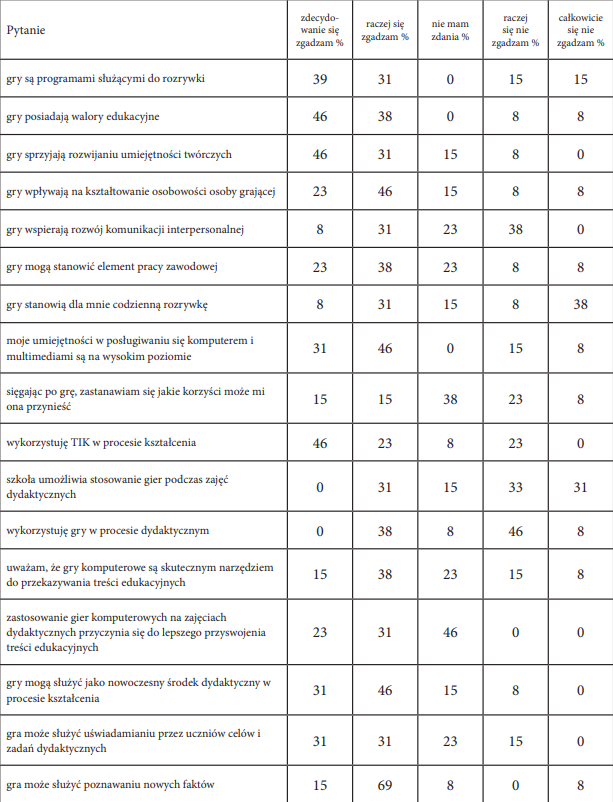 Pytanie
zdecydo-
wanie się
zgadzam %
raczej się
zgadzam %
nie mam
zdania %
raczej
się nie
zgadzam %
całkowicie
się nie
zgadzam %
gry są programami służącymi do rozrywki 39 31 0 15 15
gry posiadają walory edukacyjne 46 38 0 8 8
gry sprzyjają rozwijaniu umiejętności twórczych 46 31 15 8 0
gry wpływają na kształtowanie osobowości osoby grającej 23 46 15 8 8
gry wspierają rozwój komunikacji interpersonalnej 8 31 23 38 0
gry mogą stanowić element pracy zawodowej 23 38 23 8 8
gry stanowią dla mnie codzienną rozrywkę 8 31 15 8 38
moje umiejętności w posługiwaniu się komputerem i
multimediami są na wysokim poziomie 31 46 0 15 8
sięgając po grę, zastanawiam się jakie korzyści może mi
ona przynieść 15 15 38 23 8
wykorzystuję TIK w procesie kształcenia 46 23 8 23 0
szkoła umożliwia stosowanie gier podczas zajęć
dydaktycznych 0 31 15 33 31
wykorzystuję gry w procesie dydaktycznym 0 38 8 46 8
uważam, że gry komputerowe są skutecznym narzędziem
do przekazywania treści edukacyjnych 15 38 23 15 8
zastosowanie gier komputerowych na zajęciach
dydaktycznych przyczynia się do lepszego przyswojenia
treści edukacyjnych 23 31 46 0 0
gry mogą służyć jako nowoczesny środek dydaktyczny w
procesie kształcenia 31 46 15 8 0
gra może służyć uświadamianiu przez uczniów celów i
zadań dydaktycznych 31 31 23 15 0
gra może służyć poznawaniu nowych faktów 15 69 8 0 8